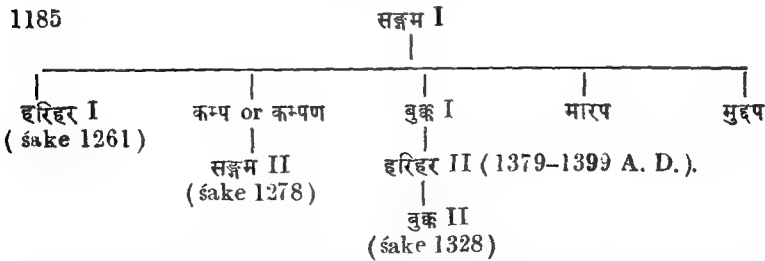 1185
सङ्गम I
हरिहर I कम्प or कम्पण बुक्क I मारप मुद्दप
(śake 1261)
सङ्गम II हरिहर II (1379–1399 A. D.).
(śake 1278)
बुक्क II
(śake 1328)